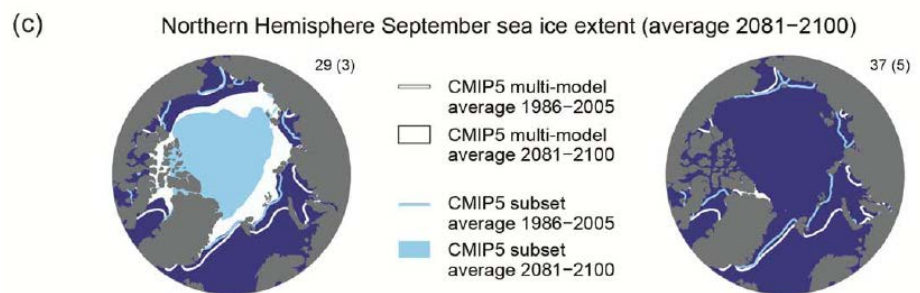 (c)
Northern Hemisphere September sea ice extent (average 2081−2100)
29 (3)
CMIP5 multi-model
average 1986−2005
CMIP5 multi-model
average 2081−2100
CMIP5 subset
average 1986−2005
CMIP5 subset
average 2081−2100
37 (5)